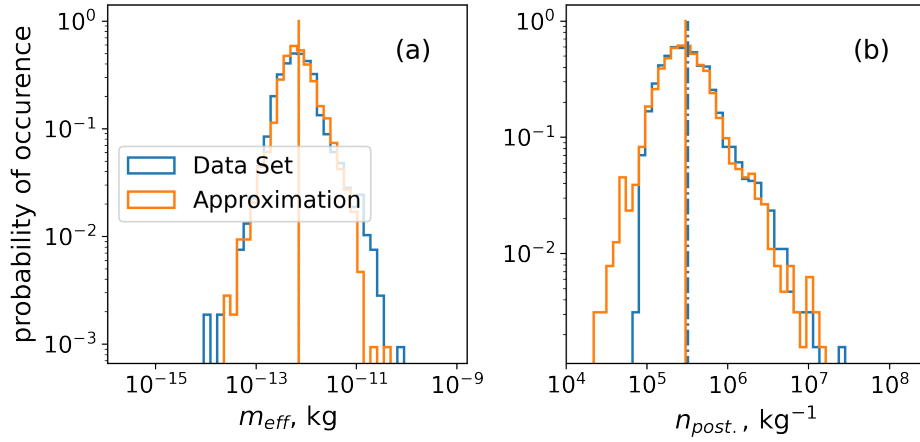 probability of occurence
10⁰
10⁻¹
10⁻²
10⁻³
(a)
Data Set
Approximation
10⁻¹⁵
10⁻¹³
10⁻¹¹
10⁻⁹
m_eff, kg
10⁰
10⁻¹
10⁻²
(b)
10⁴
10⁵
10⁶
10⁷
10⁸
n_post., kg⁻¹